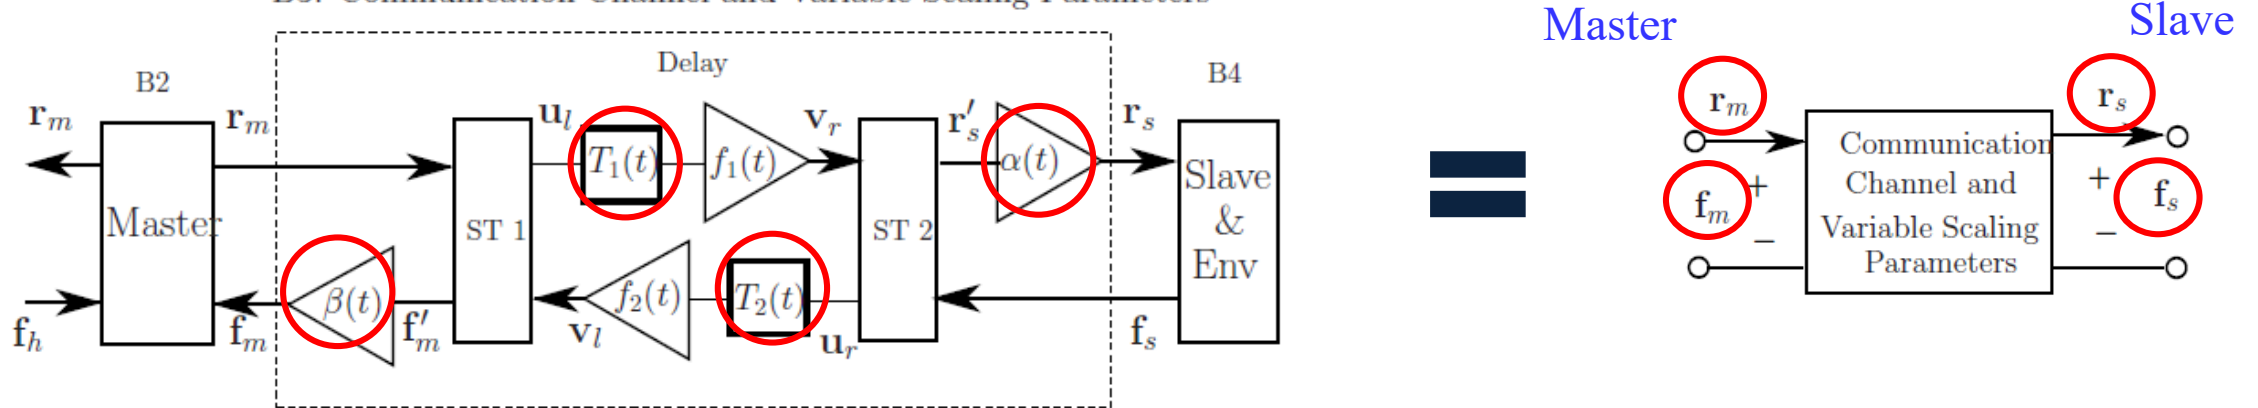 B3: Communication Channel and Variable Scaling Parameters
Master
Slave
B2
Delay
B4
r_m
r_m
u_l
T_1(t)
f_1(t)
v_r
r'_s
α(t)
r_s
Master
ST 1
ST 2
Slave
&
Env
f_h
f_m
β(t)
f'_m
v_l
f_2(t)
T_2(t)
u_r
f_s
r_m
r_s
f_m
+
−
Communication
Channel and
Variable Scaling
Parameters
+
−
f_s